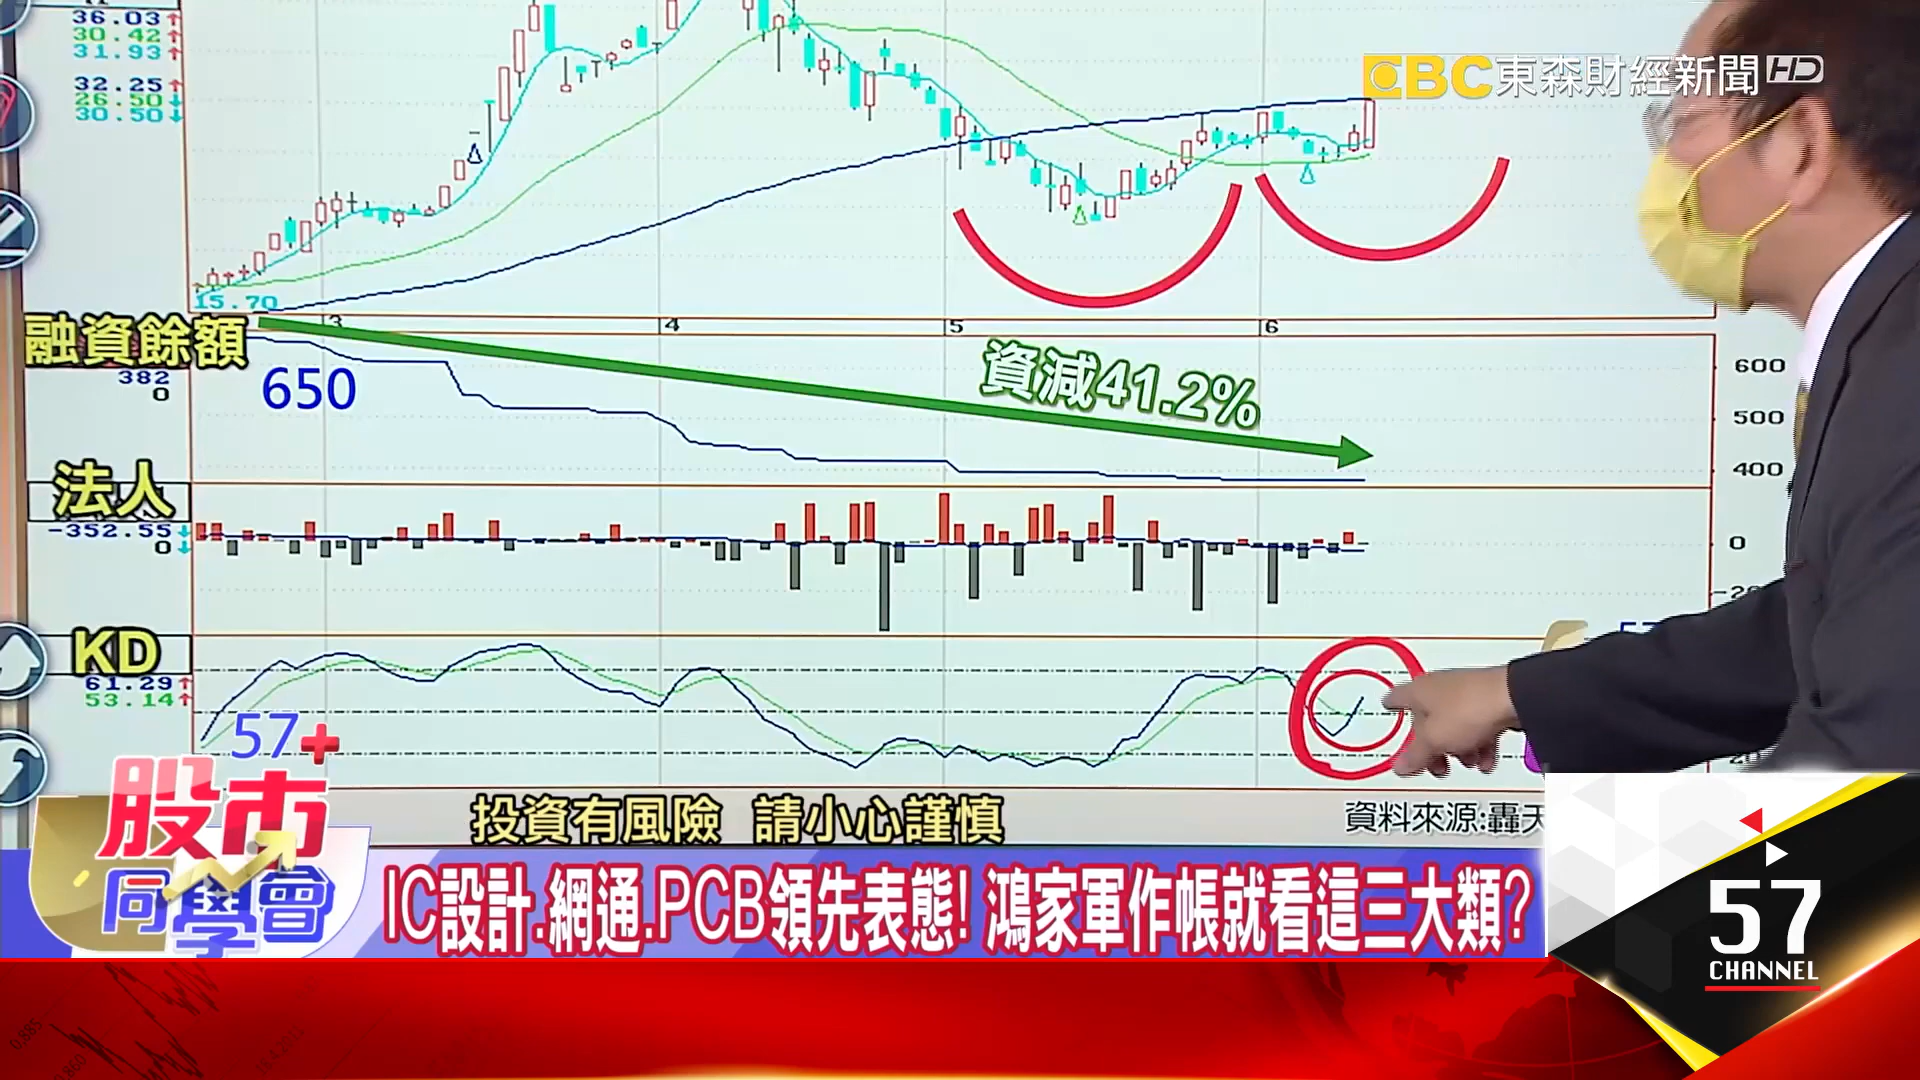 36.03↑
30.42↑
31.93↑
32.25↑
26.50↓
30.50↓
EBC 東森財經新聞 HD
15.70
3 4 5 6
融資餘額
382
0
650
資減41.2%
600
500
400
法人
-352.55↓
0↓
0
KD
61.29↑
53.14↑
57+
股市
同學會
投資有風險 請小心謹慎
資料來源:轟天
IC設計.網通.PCB領先表態! 鴻家軍作帳就看這三大類?
57
CHANNEL